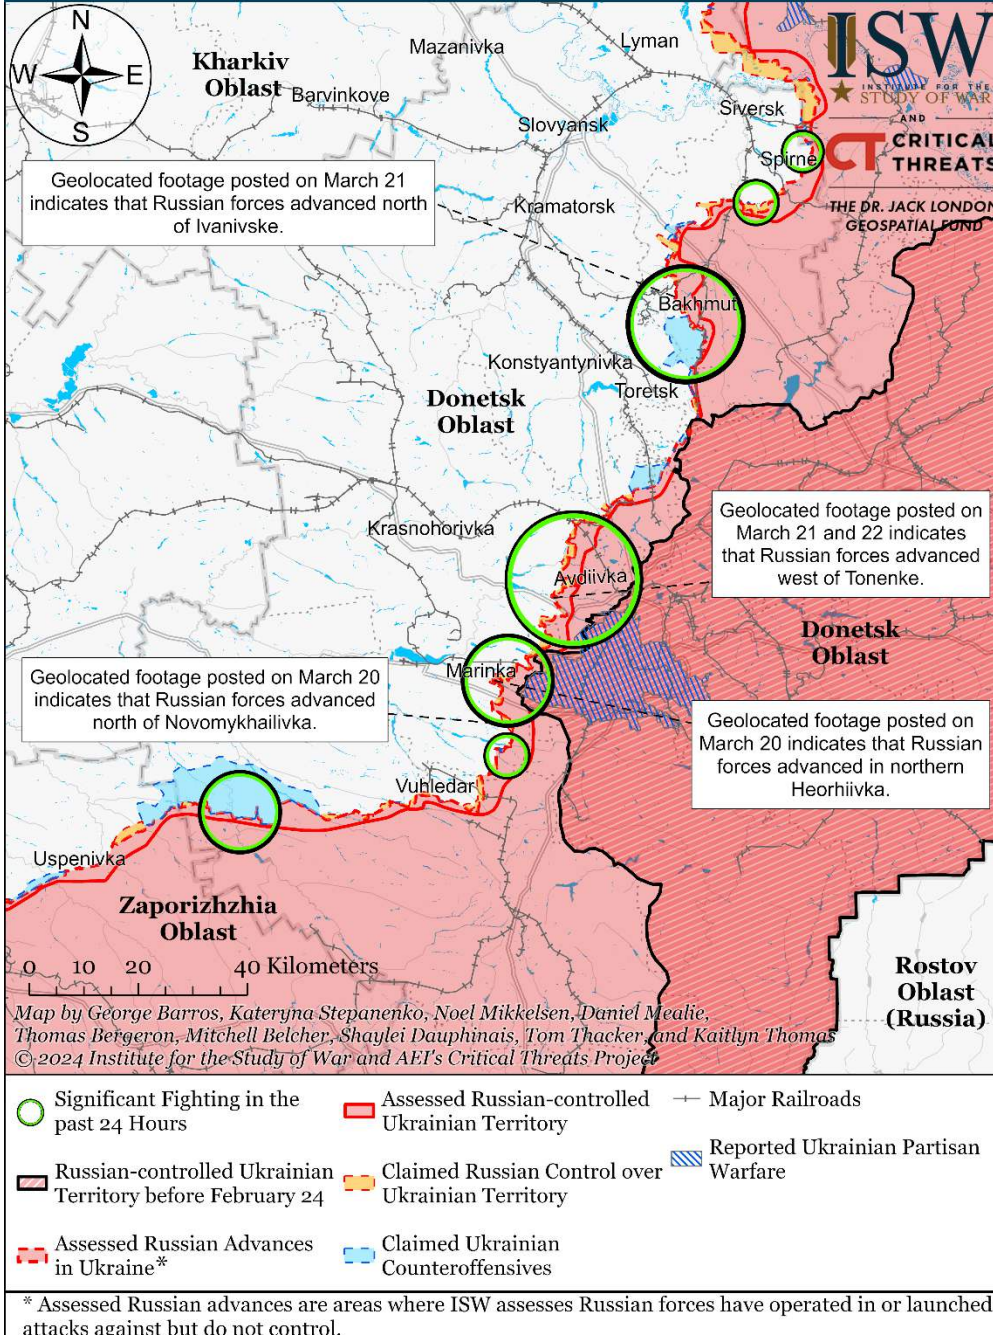 N
W
E
S
ISW
INSTITUTE FOR THE
STUDY OF WAR
AND
CT CRITICAL
THREATS
THE DR. JACK LONDON
GEOSPATIAL FUND
Kharkiv
Oblast
Mazanivka
Lyman
Barvinkove
Slovyansk
Siversk
Spirne
Geolocated footage posted on March 21
indicates that Russian forces advanced north
of Ivanivske.
Kramatorsk
Bakhmut
Konstyantynivka
Toretsk
Donetsk
Oblast
Krasnohorivka
Avdiivka
Geolocated footage posted on
March 21 and 22 indicates
that Russian forces advanced
west of Tonenke.
Donetsk
Oblast
Marinka
Geolocated footage posted on March 20
indicates that Russian forces advanced
north of Novomykhailivka.
Geolocated footage posted on
March 20 indicates that Russian
forces advanced in northern
Heorhiivka.
Vuhledar
Uspenivka
Zaporizhzhia
Oblast
Rostov
Oblast
(Russia)
0 10 20 40 Kilometers
Map by George Barros, Kateryna Stepanenko, Noel Mikkelsen, Daniel Mealie,
Thomas Bergeron, Mitchell Belcher, Shaylei Dauphinais, Tom Thacker, and Kaitlyn Thomas
© 2024 Institute for the Study of War and AEI's Critical Threats Project
Significant Fighting in the
past 24 Hours
Russian-controlled Ukrainian
Territory before February 24
Assessed Russian Advances
in Ukraine*
Assessed Russian-controlled
Ukrainian Territory
Claimed Russian Control over
Ukrainian Territory
Claimed Ukrainian
Counteroffensives
Major Railroads
Reported Ukrainian Partisan
Warfare
* Assessed Russian advances are areas where ISW assesses Russian forces have operated in or launched
attacks against but do not control.